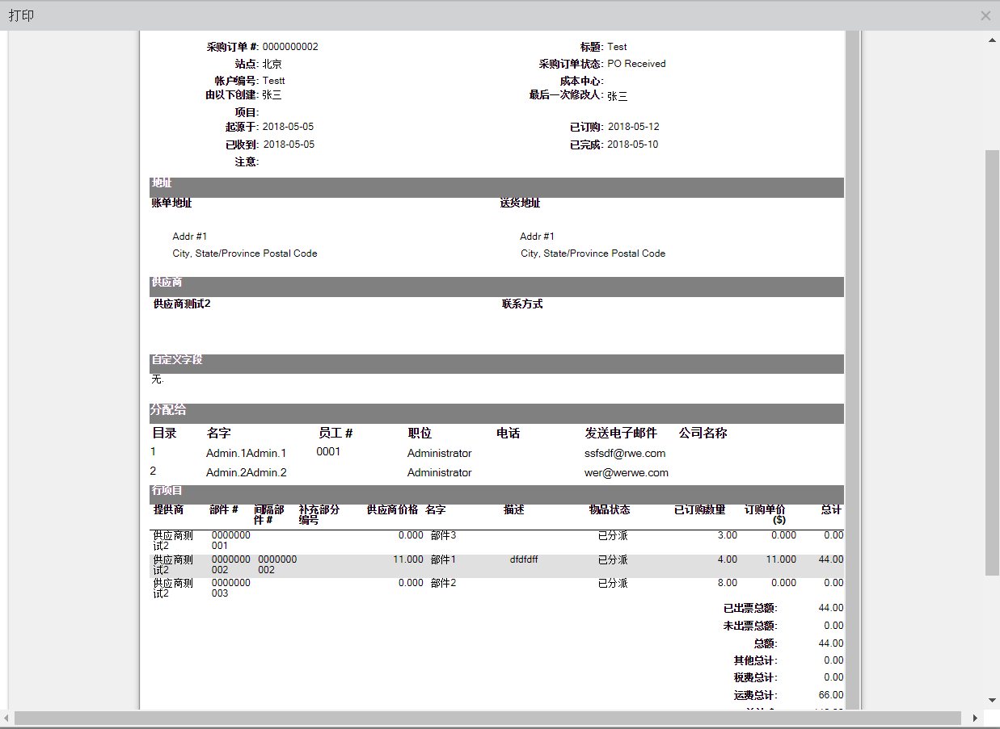 打印
采购订单 #: 0000000002 标题: Test
站点: 北京 采购订单状态: PO Received
帐户编号: Testt 成本中心:
由以下创建: 张三 最后一次修改人: 张三
项目:
起源于: 2018-05-05 已订购: 2018-05-12
已收到: 2018-05-05 已完成: 2018-05-10
注意:
地址
账单地址 送货地址
Addr #1 Addr #1
City, State/Province Postal Code City, State/Province Postal Code
供应商
供应商测试2 联系方式
自定义字段
无.
分配给
目录 名字 员工 # 职位 电话 发送电子邮件 公司名称
1 Admin.1Admin.1 0001 Administrator ssfsdf@rwe.com
2 Admin.2Admin.2 Administrator wer@werwe.com
行项目
提供商 部件 # 间隔部 补充部分 供应商价格 名字 描述 物品状态 已订购数量 订购单价 总计
件 # 编号 ($)
供应商测 0000000 0.000 部件3 已分派 3.00 0.000 0.00
试2 001
供应商测 0000000 0000000 11.000 部件1 dfdfdff 已分派 4.00 11.000 44.00
试2 002 002
供应商测 0000000 0.000 部件2 已分派 8.00 0.000 0.00
试2 003
已出票总额: 44.00
未出票总额: 0.00
总额: 44.00
其他总计: 0.00
税费总计: 0.00
运费总计: 66.00